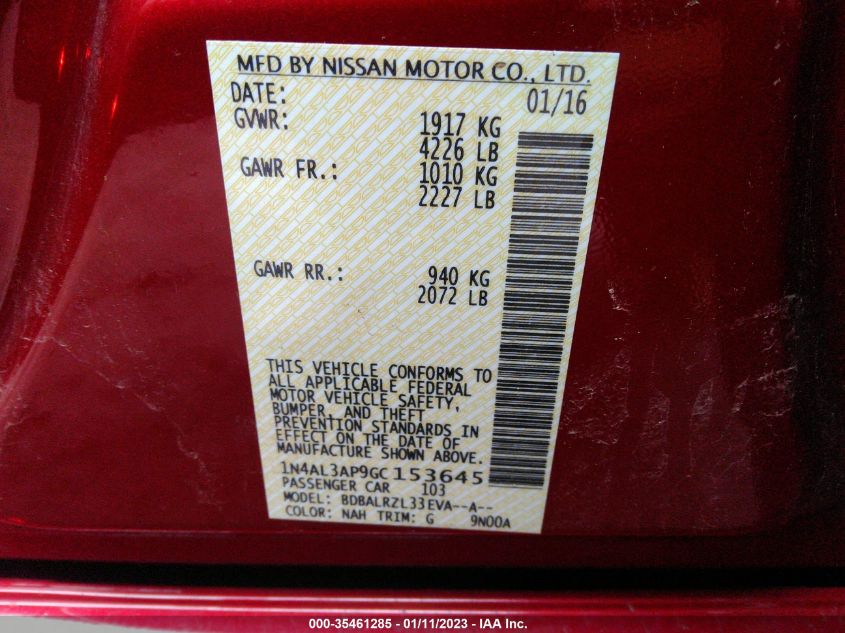 MFD BY NISSAN MOTOR CO., LTD.
DATE: 01/16
GVWR: 1917 KG
4226 LB
GAWR FR.: 1010 KG
2227 LB
GAWR RR.: 940 KG
2072 LB
THIS VEHICLE CONFORMS TO
ALL APPLICABLE FEDERAL
MOTOR VEHICLE SAFETY,
BUMPER, AND THEFT
PREVENTION STANDARDS IN
EFFECT ON THE DATE OF
MANUFACTURE SHOWN ABOVE.
1N4AL3AP9GC153645
PASSENGER CAR 103
MODEL: BDBALRZL33EVA--A--
COLOR: NAH TRIM: G 9N00A
000-35461285 - 01/11/2023 - IAA Inc.